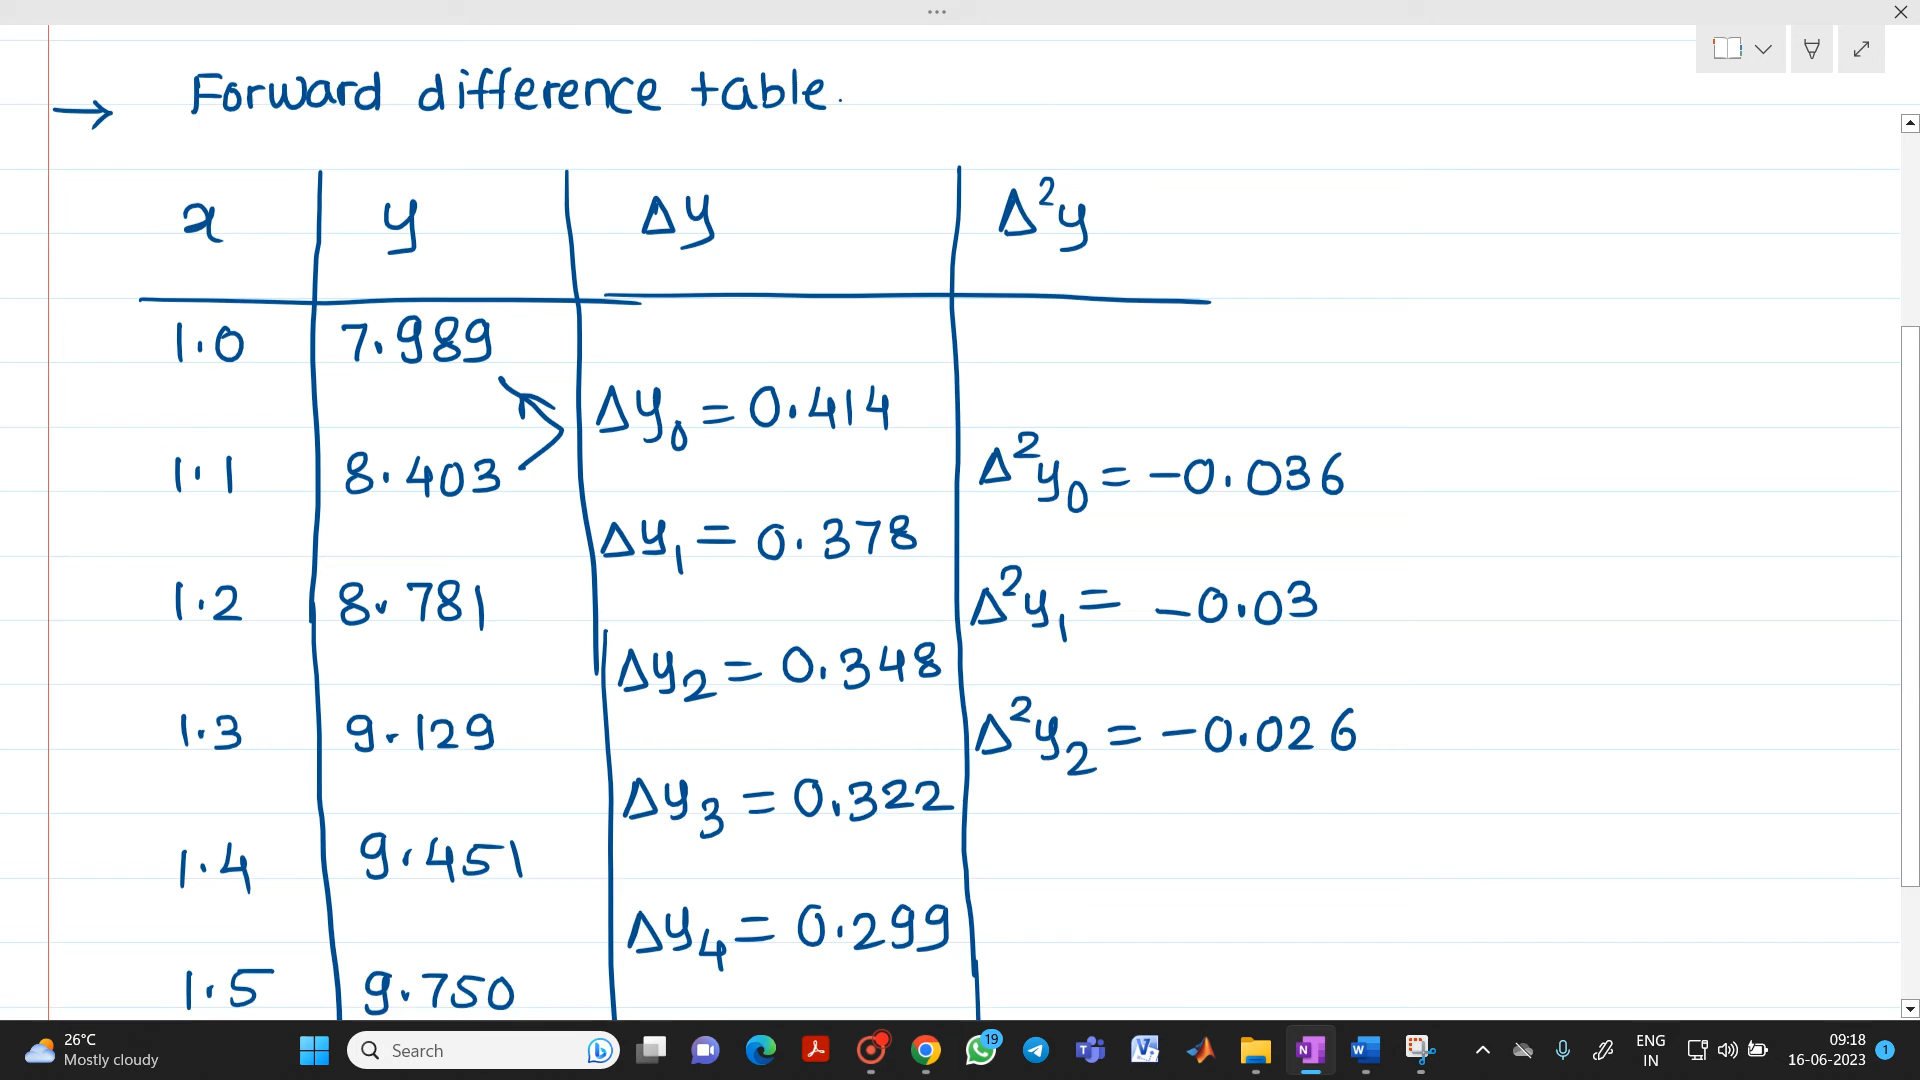 → Forward difference table.
x y Δy Δ²y
1.0 7.989
Δy₀ = 0.414
1.1 8.403 Δ²y₀ = -0.036
Δy₁ = 0.378
1.2 8.781 Δ²y₁ = -0.03
Δy₂ = 0.348
1.3 9.129 Δ²y₂ = -0.026
Δy₃ = 0.322
1.4 9.451
Δy₄ = 0.299
1.5 9.750
26°C
Mostly cloudy
Search
19
ENG
IN
09:18
16-06-2023
1